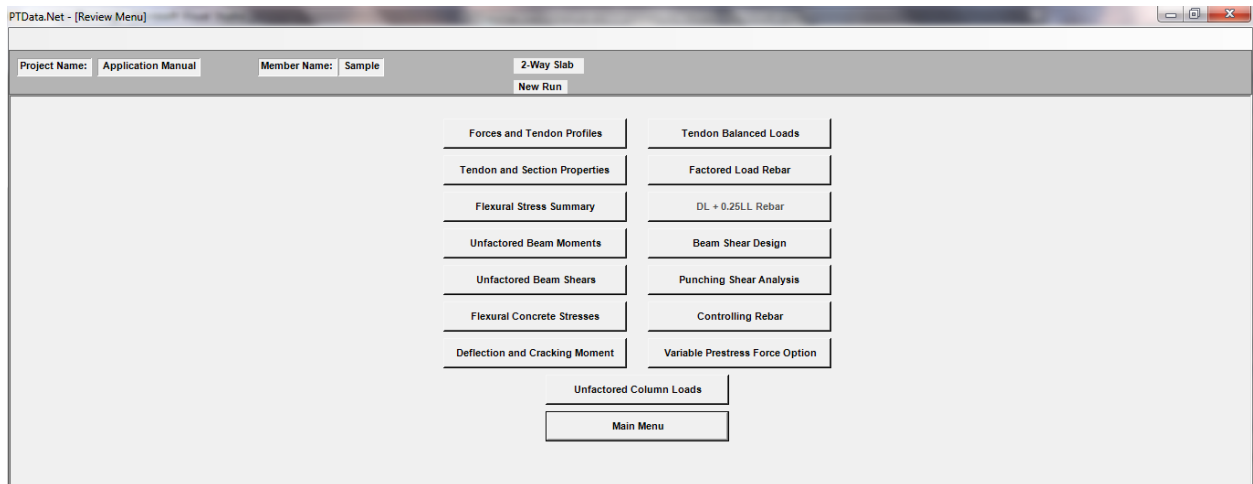 PTData.Net - [Review Menu]
Project Name: Application Manual Member Name: Sample 2-Way Slab
New Run
Forces and Tendon Profiles Tendon Balanced Loads
Tendon and Section Properties Factored Load Rebar
Flexural Stress Summary DL + 0.25LL Rebar
Unfactored Beam Moments Beam Shear Design
Unfactored Beam Shears Punching Shear Analysis
Flexural Concrete Stresses Controlling Rebar
Deflection and Cracking Moment Variable Prestress Force Option
Unfactored Column Loads
Main Menu